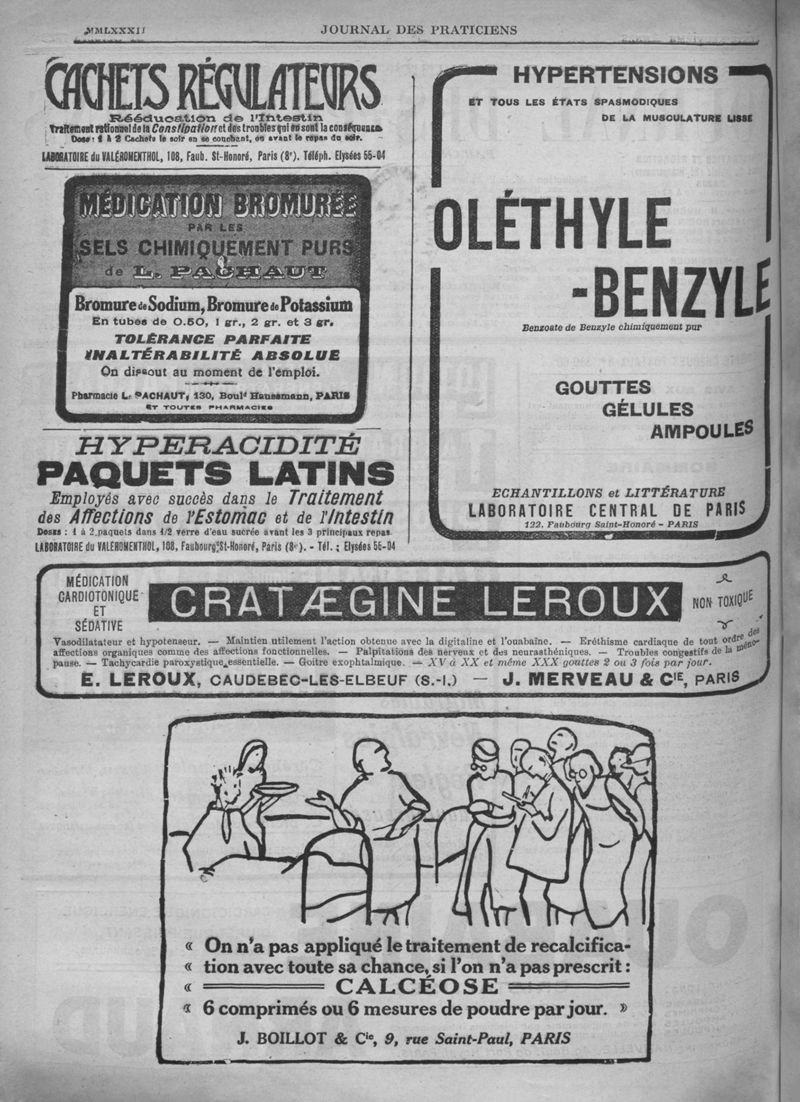 MMLXXXII
JOURNAL DES PRATICIENS
CACHETS RÉGULATEURS
Rééducation de l'Intestin
Traitement rationnel de la Constipation et des troubles qui en sont la conséquence
Dose: 1 à 2 Cachets le soir en se couchant, ou avant le repas du soir.
LABORATOIRE du VALÉROMENTHOL, 108, Faub. St-Honoré, Paris (8e). Téléph. Elysées 55-04
MÉDICATION BROMURÉE
PAR LES
SELS CHIMIQUEMENT PURS
de L. PACHAUT
Bromure de Sodium, Bromure de Potassium
En tubes de 0.50, 1 gr., 2 gr. et 3 gr.
TOLÉRANCE PARFAITE
INALTÉRABILITÉ ABSOLUE
On dissout au moment de l'emploi.
Pharmacie L. PACHAUT, 130, Bould Haussmann, PARIS
ET TOUTES PHARMACIES
HYPERACIDITÉ
PAQUETS LATINS
Employés avec succès dans le Traitement
des Affections de l'Estomac et de l'Intestin
Doses : 1 à 2 paquets dans 1/2 verre d'eau sucrée avant les 3 principaux repas
LABORATOIRE du VALÉROMENTHOL, 108, Faubourg St-Honoré, Paris (8e). - Tél. : Elysées 55-04
HYPERTENSIONS
ET TOUS LES ÉTATS SPASMODIQUES
DE LA MUSCULATURE LISSE
OLÉTHYLE
-BENZYLE
Benzoate de Benzyle chimiquement pur
GOUTTES
GÉLULES
AMPOULES
ECHANTILLONS et LITTÉRATURE
LABORATOIRE CENTRAL DE PARIS
122, Faubourg Saint-Honoré - PARIS
MÉDICATION
CARDIOTONIQUE
ET
SÉDATIVE
CRATÆGINE LEROUX
NON TOXIQUE
Vasodilatateur et hypotenseur. — Maintien utilement l'action obtenue avec la digitaline et l'ouabaïne. — Eréthisme cardiaque de tout ordre des
affections organiques comme des affections fonctionnelles. — Palpitations des nerveux et des neurasthéniques. — Troubles congestifs de la méno-
pause. — Tachycardie paroxystique essentielle. — Goitre exophtalmique. — XV à XX et même XXX gouttes 2 ou 3 fois par jour.
E. LEROUX, CAUDEBEC-LES-ELBEUF (S.-I.) — J. MERVEAU & CIE, PARIS
« On n'a pas appliqué le traitement de recalcifica-
« tion avec toute sa chance, si l'on n'a pas prescrit :
« CALCÉOSE
« 6 comprimés ou 6 mesures de poudre par jour. »
J. BOILLOT & Cie, 9, rue Saint-Paul, PARIS